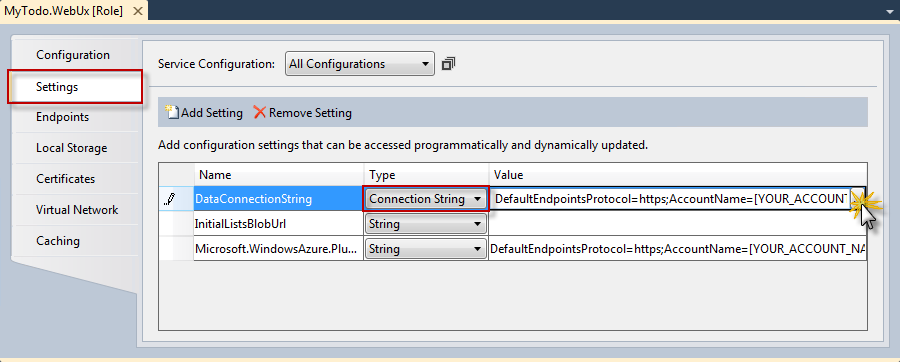 MyTodo.WebUx [Role]
Configuration
Settings
Endpoints
Local Storage
Certificates
Virtual Network
Caching
Service Configuration: All Configurations
Add Setting Remove Setting
Add configuration settings that can be accessed programmatically and dynamically updated.
Name Type Value
DataConnectionString Connection String DefaultEndpointsProtocol=https;AccountName=[YOUR_ACCOUNT
InitialListsBlobUrl String
Microsoft.WindowsAzure.Plu... String DefaultEndpointsProtocol=https;AccountName=[YOUR_ACCOUNT_NA